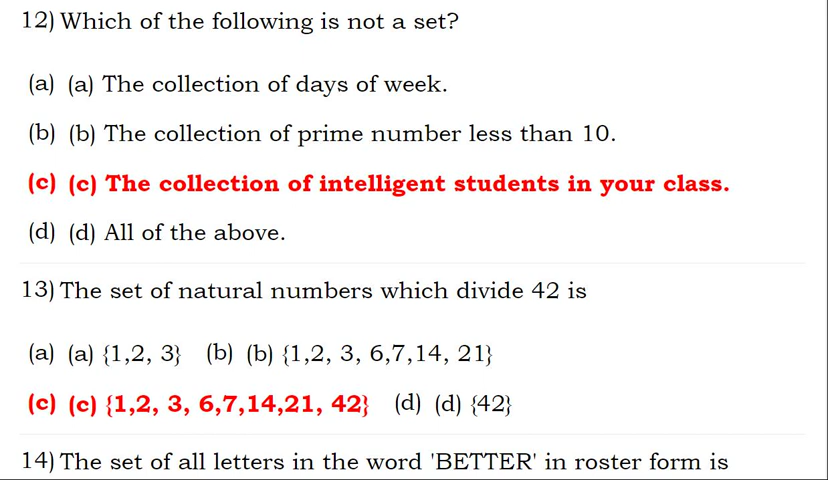 12) Which of the following is not a set?
(a) (a) The collection of days of week.
(b) (b) The collection of prime number less than 10.
(c) (c) The collection of intelligent students in your class.
(d) (d) All of the above.
13) The set of natural numbers which divide 42 is
(a) (a) {1,2, 3} (b) (b) {1,2, 3, 6,7,14, 21}
(c) (c) {1,2, 3, 6,7,14,21, 42} (d) (d) {42}
14) The set of all letters in the word 'BETTER' in roster form is